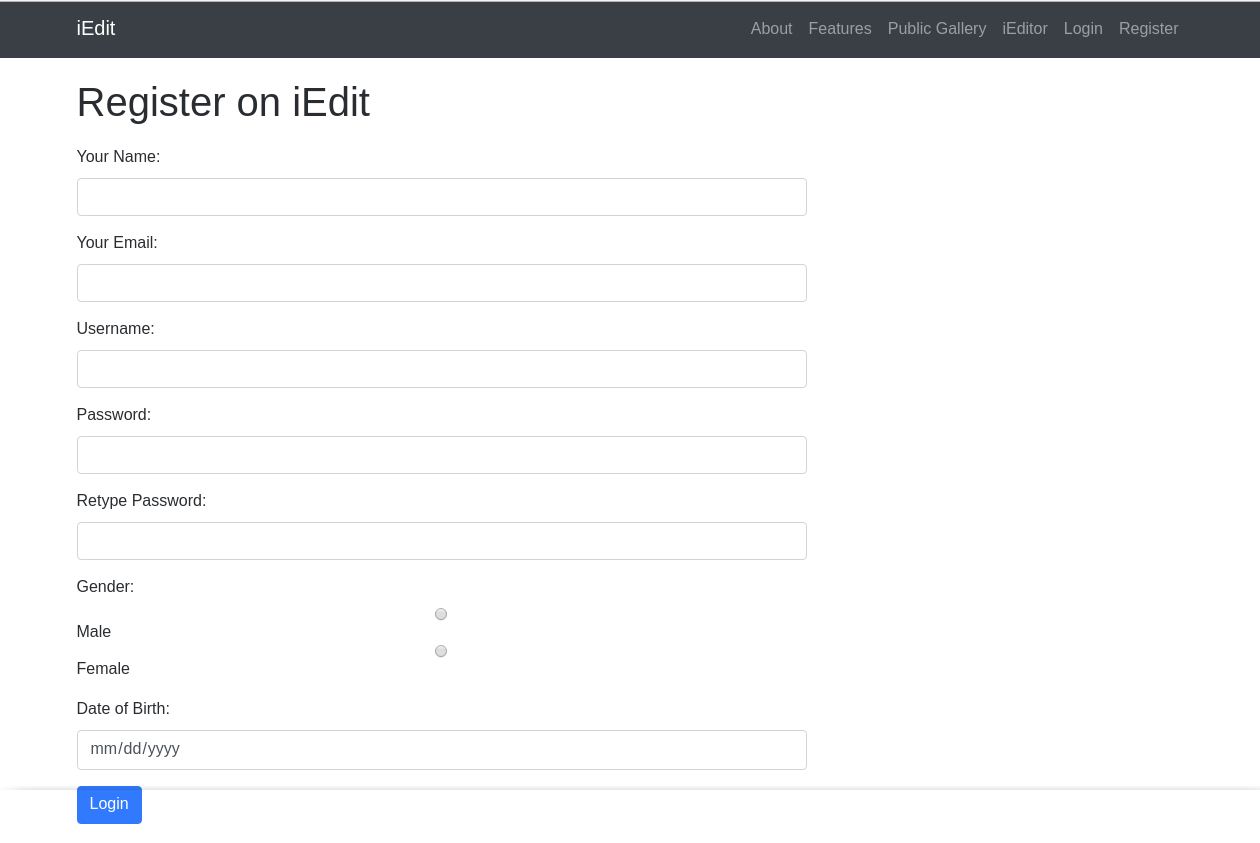 iEdit About Features Public Gallery iEditor Login Register
Register on iEdit
Your Name:
Your Email:
Username:
Password:
Retype Password:
Gender:
Male
Female
Date of Birth:
mm/dd/yyyy
Login